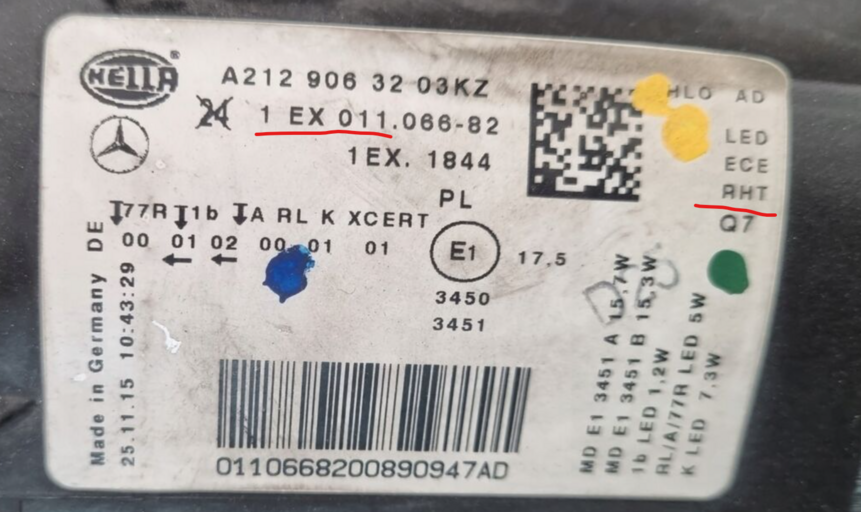 HELLA
A212 906 32 03KZ
24 1 EX 011.066-82
1EX. 1844
PL
77R 1b A RL K XCERT
00 01 02 00 01 01
E1 17.5
3450
3451
HLO AD
LED
ECE
RHT
Q7
Made in Germany DE
25.11.15 10:43:29
MD E1 3451 A 15,7W
MD E1 3451 B 15,3W
1b LED 1,2W
RL/A/77R LED 5W
K LED 7,3W
0110668200890947AD